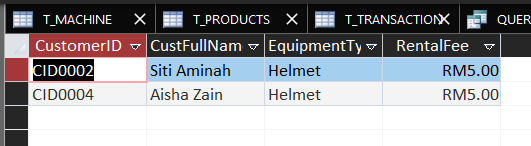 T_MACHINE T_PRODUCTS T_TRANSACTION QUER
CustomerID CustFullNam EquipmentTy RentalFee
CID0002 Siti Aminah Helmet RM5.00
CID0004 Aisha Zain Helmet RM5.00